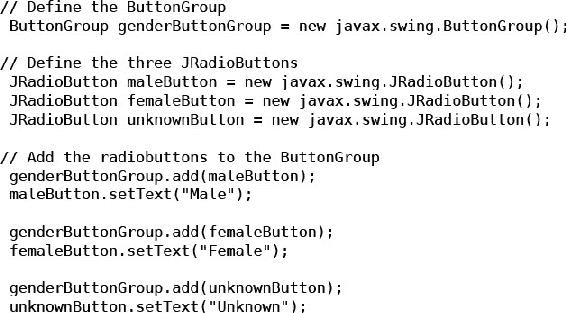 // Define the ButtonGroup
ButtonGroup genderButtonGroup = new javax.swing.ButtonGroup();
// Define the three JRadioButtons
JRadioButton maleButton = new javax.swing.JRadioButton();
JRadioButton femaleButton = new javax.swing.JRadioButton();
JRadioButton unknownButton = new javax.swing.JRadioButton();
// Add the radiobuttons to the ButtonGroup
genderButtonGroup.add(maleButton);
maleButton.setText("Male");
genderButtonGroup.add(femaleButton);
femaleButton.setText("Female");
genderButtonGroup.add(unknownButton);
unknownButton.setText("Unknown");